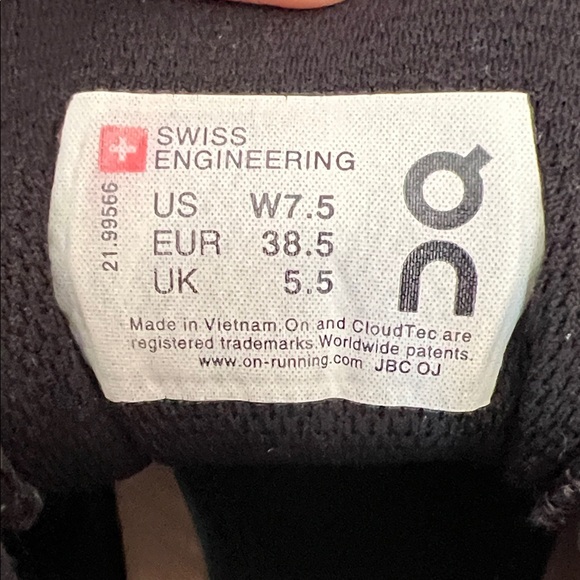 SWISS
ENGINEERING
21.99566
US W7.5
EUR 38.5
UK 5.5
Made in Vietnam.On and CloudTec are
registered trademarks.Worldwide patents.
www.on-running.com JBC OJ
On